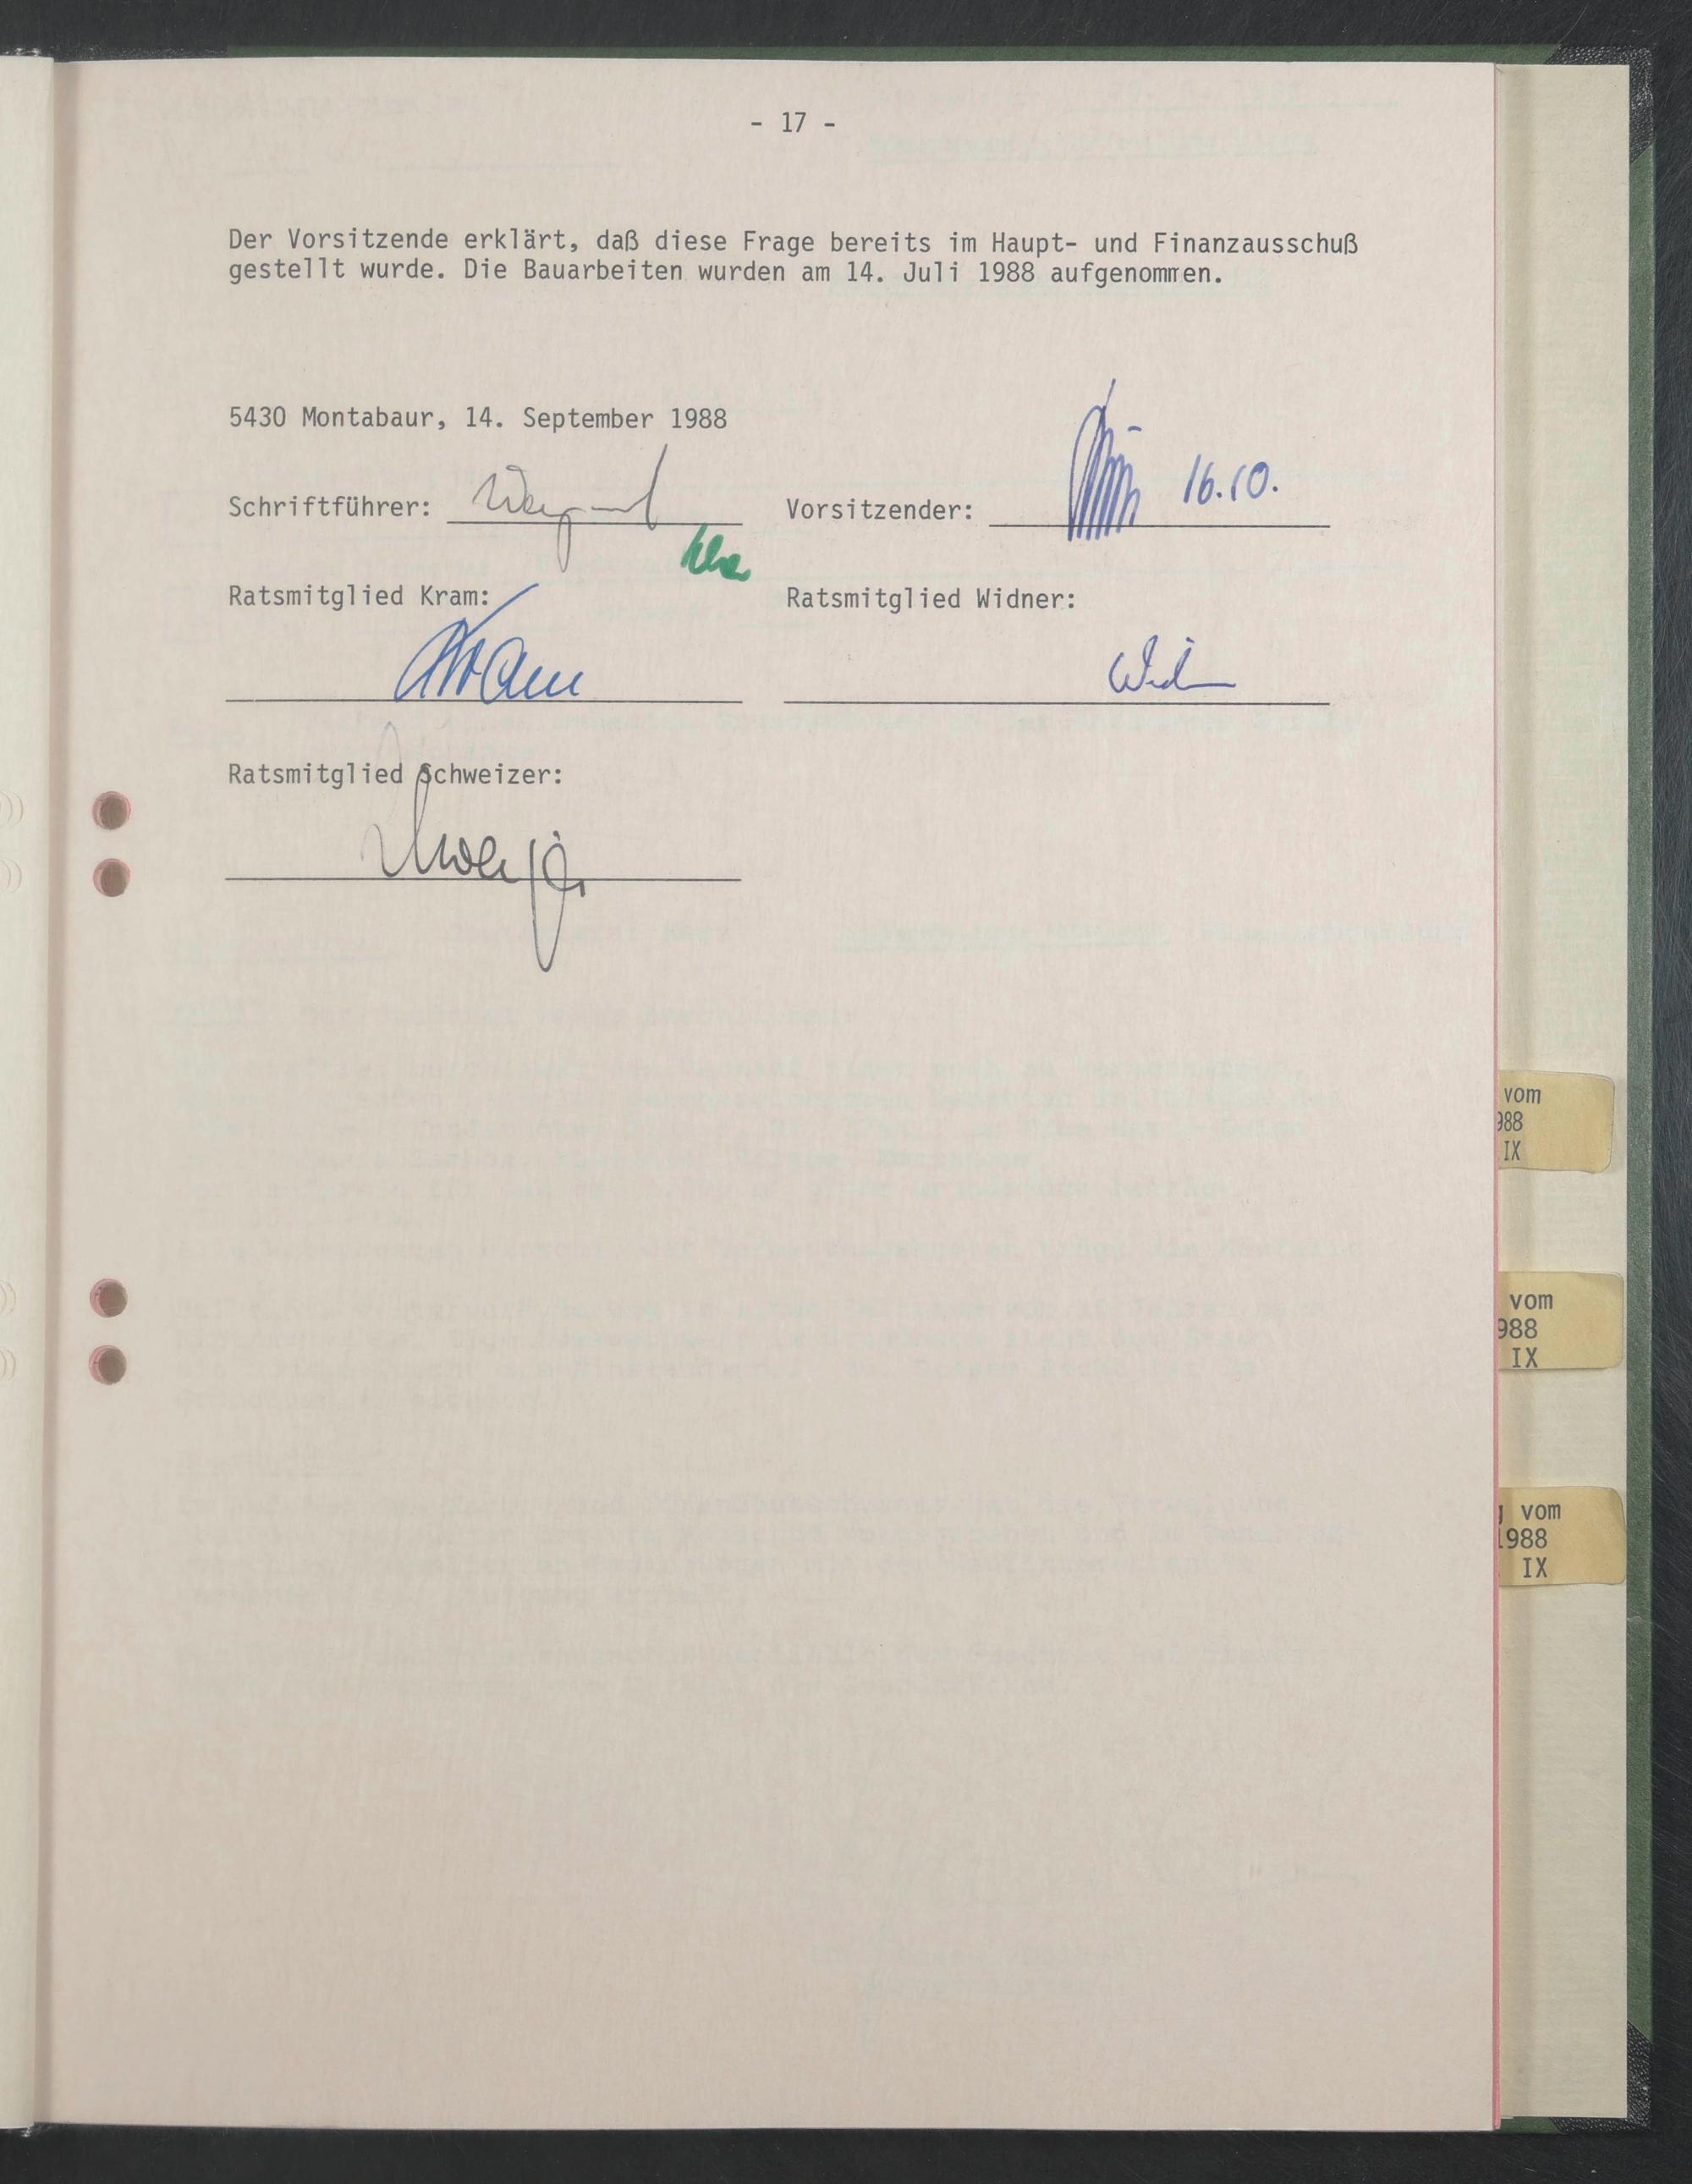 - 17 -
Der Vorsitzende erklärt, daß diese Frage bereits im Haupt- und Finanzausschuß
gestellt wurde. Die Bauarbeiten wurden am 14. Juli 1988 aufgenommen.
5430 Montabaur, 14. September 1988
Schriftführer: Vorsitzender: 16.10.
Ratsmitglied Kram: Ratsmitglied Widner:
Kram
Ratsmitglied Schweizer:
vom
988
IX
vom
988
IX
vom
1988
IX